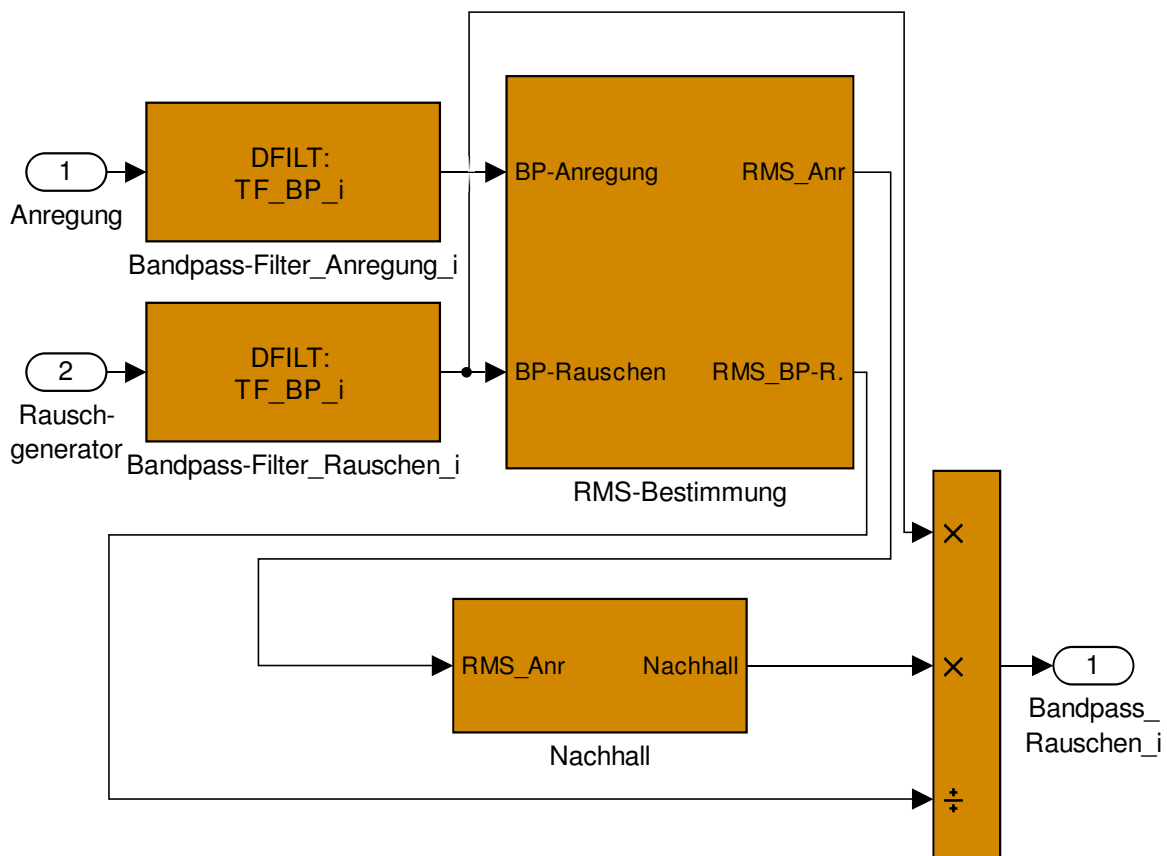 1
Anregung
DFILT:
TF_BP_i
Bandpass-Filter_Anregung_i
2
Rausch-
generator
DFILT:
TF_BP_i
Bandpass-Filter_Rauschen_i
BP-Anregung
RMS_Anr
BP-Rauschen
RMS_BP-R.
RMS-Bestimmung
RMS_Anr
Nachhall
Nachhall
×
×
÷
1
Bandpass_
Rauschen_i